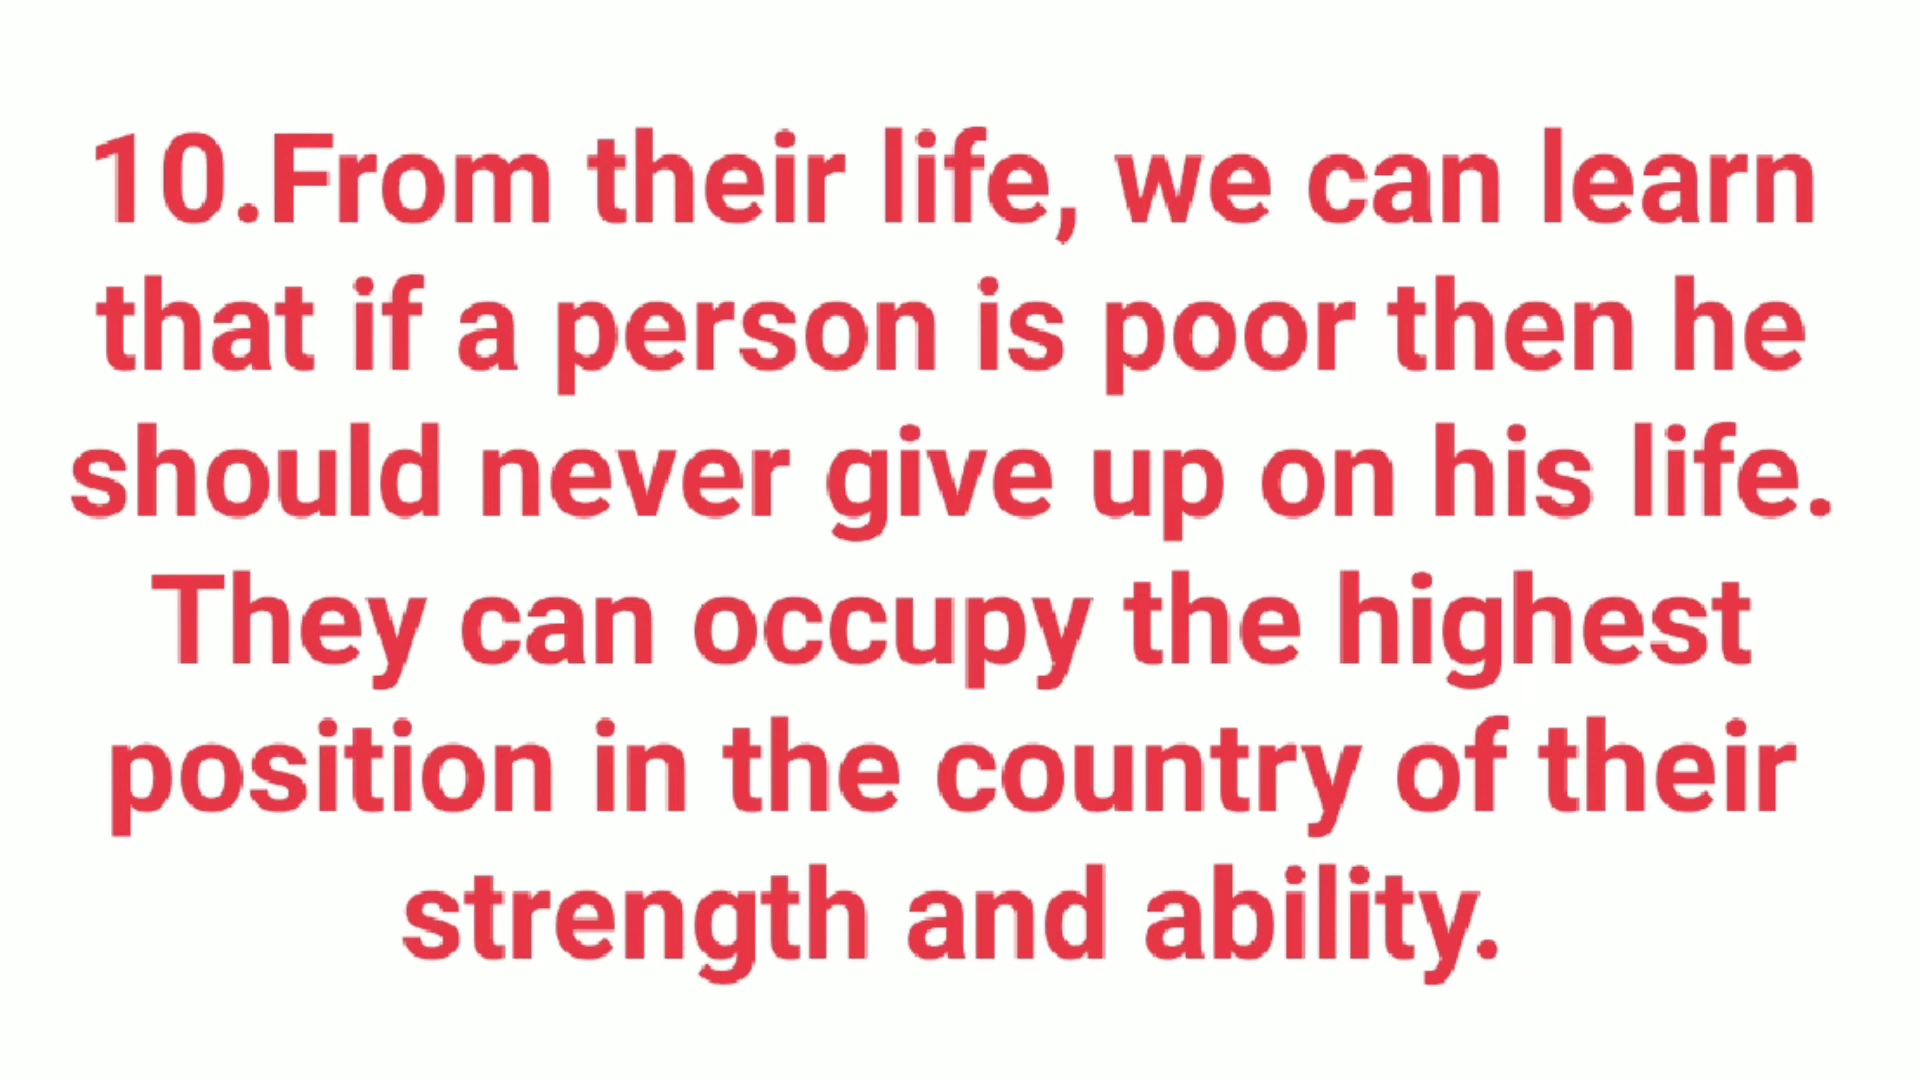 10.From their life, we can learn
that if a person is poor then he
should never give up on his life.
They can occupy the highest
position in the country of their
strength and ability.